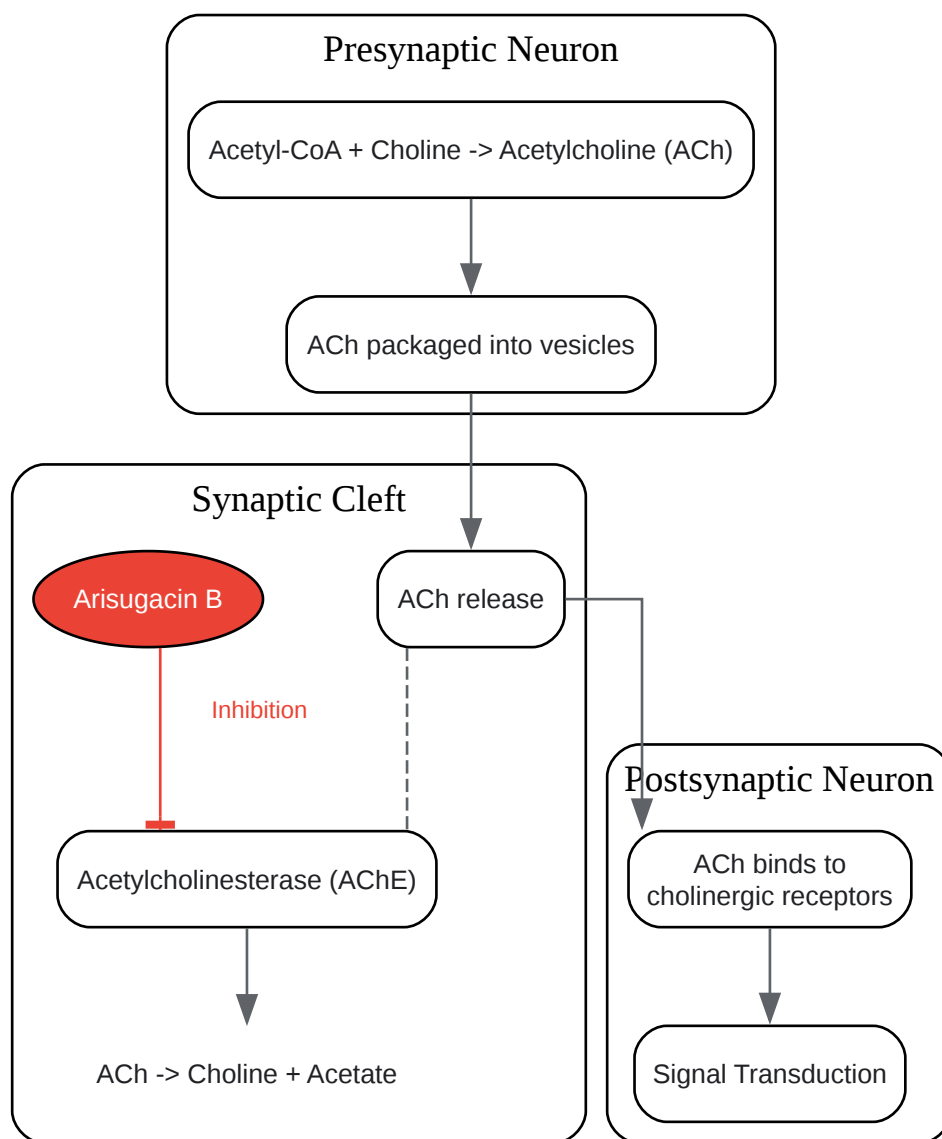 Presynaptic Neuron
Acetyl-CoA + Choline -> Acetylcholine (ACh)
ACh packaged into vesicles
Synaptic Cleft
Arisugacin B
ACh release
Inhibition
Acetylcholinesterase (AChE)
ACh -> Choline + Acetate
Postsynaptic Neuron
ACh binds to
cholinergic receptors
Signal Transduction